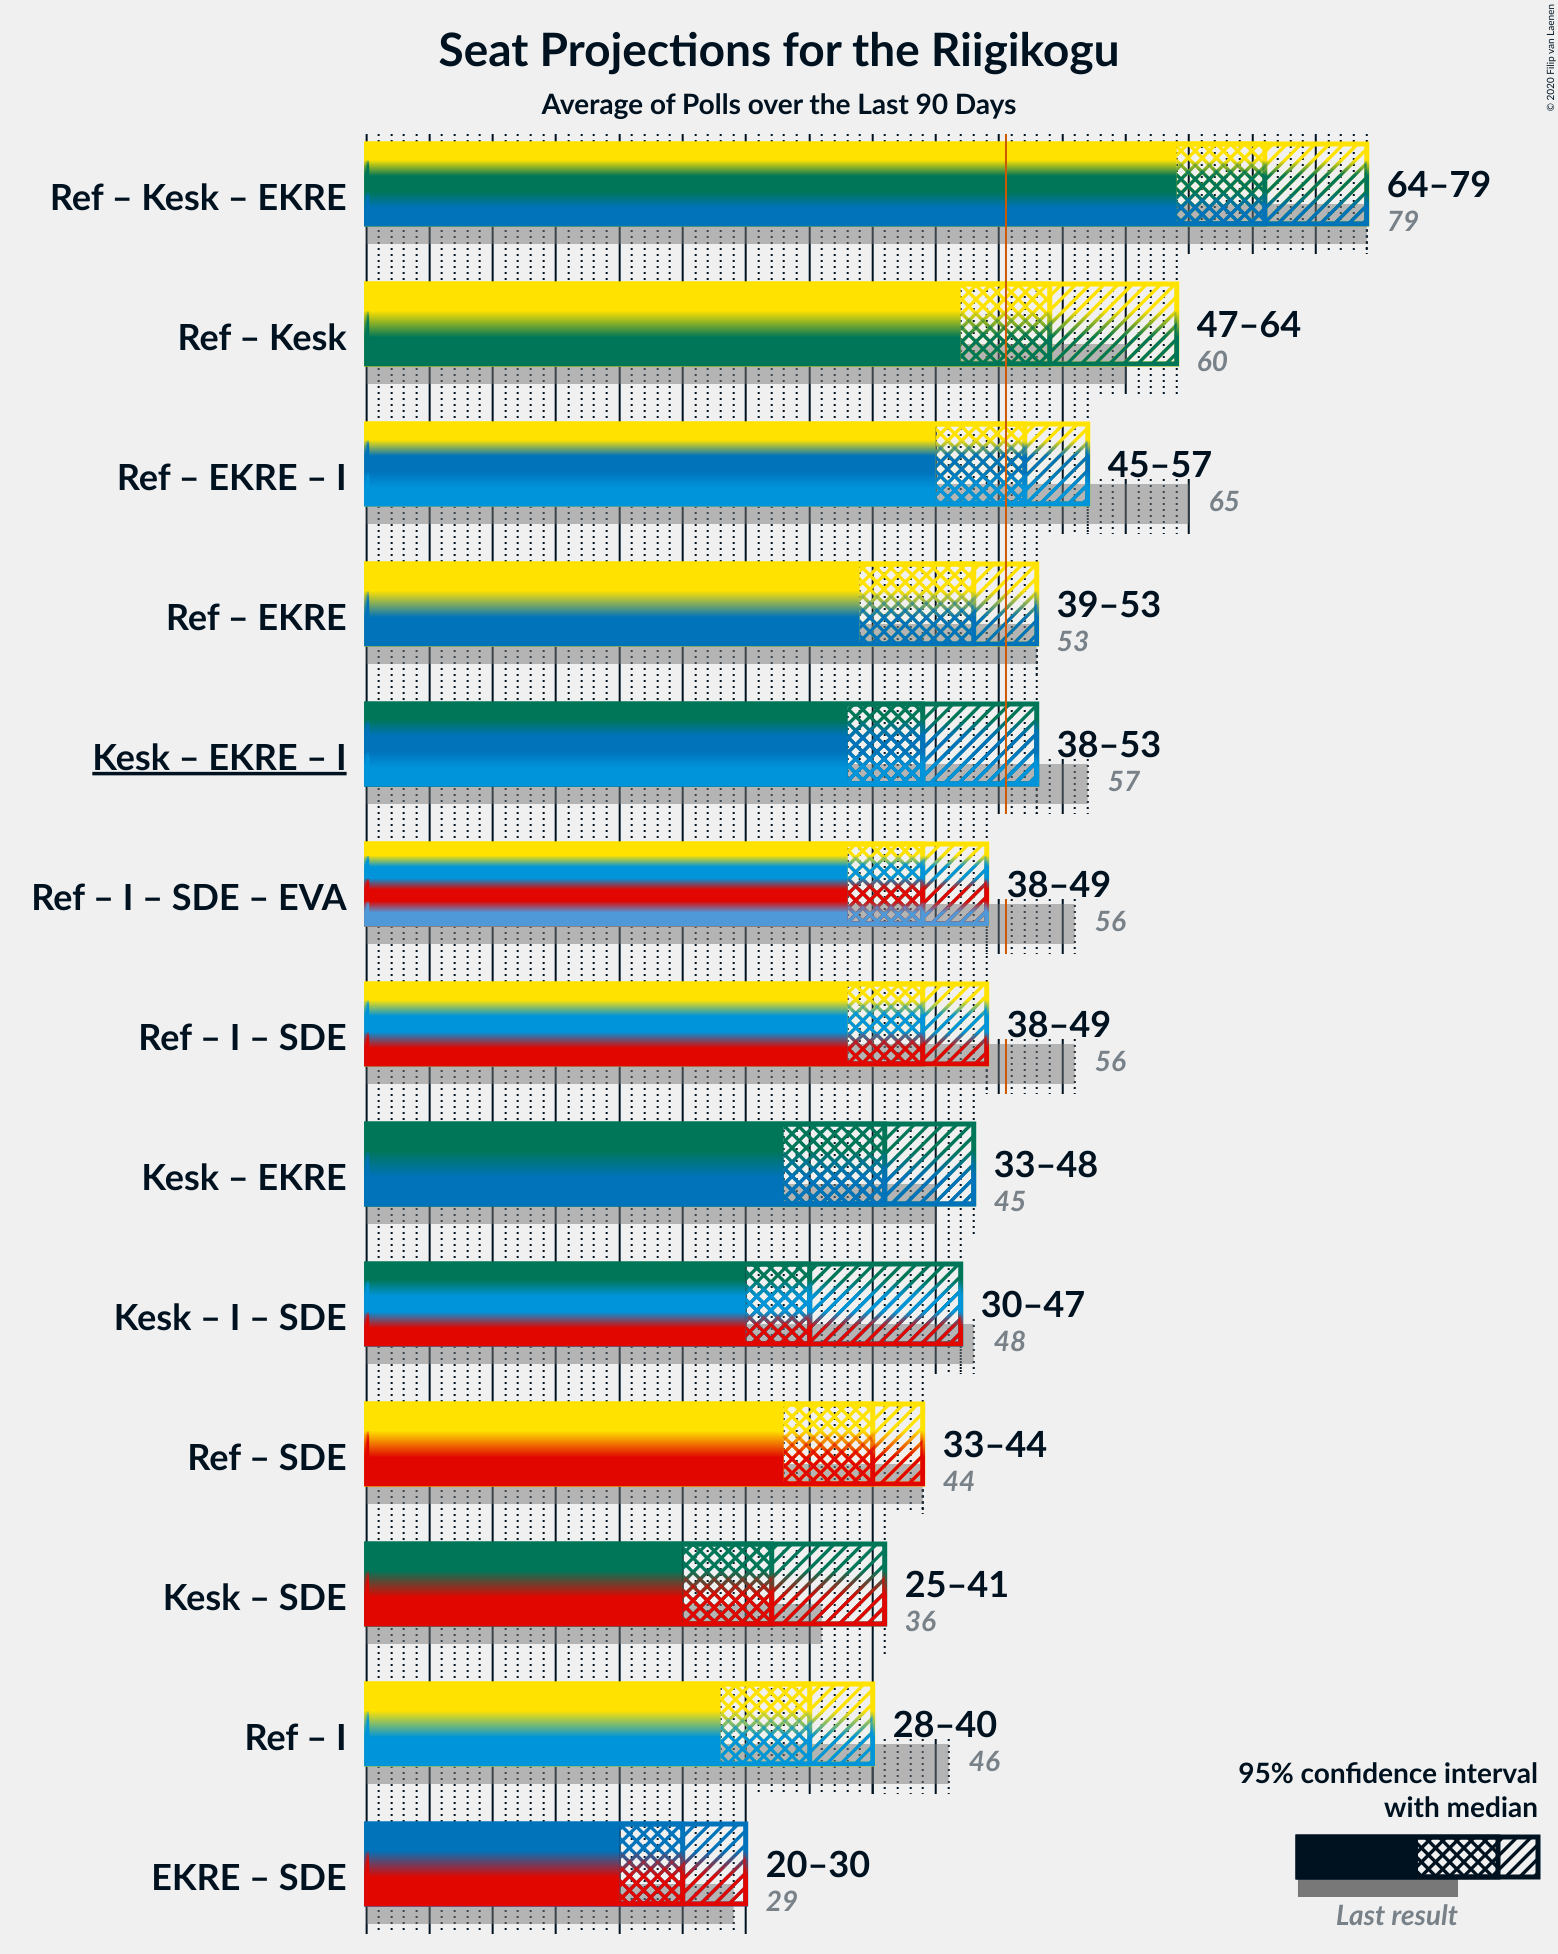 Seat Projections for the Riigikogu
Average of Polls over the Last 90 Days
© 2020 Filip van Laenen
Ref – Kesk – EKRE
64–79
79
Ref – Kesk
47–64
60
Ref – EKRE – I
45–57
65
Ref – EKRE
39–53
53
Kesk – EKRE – I
38–53
57
Ref – I – SDE – EVA
38–49
56
Ref – I – SDE
38–49
56
Kesk – EKRE
33–48
45
Kesk – I – SDE
30–47
48
Ref – SDE
33–44
44
Kesk – SDE
25–41
36
Ref – I
28–40
46
EKRE – SDE
20–30
29
95% confidence interval
with median
Last result